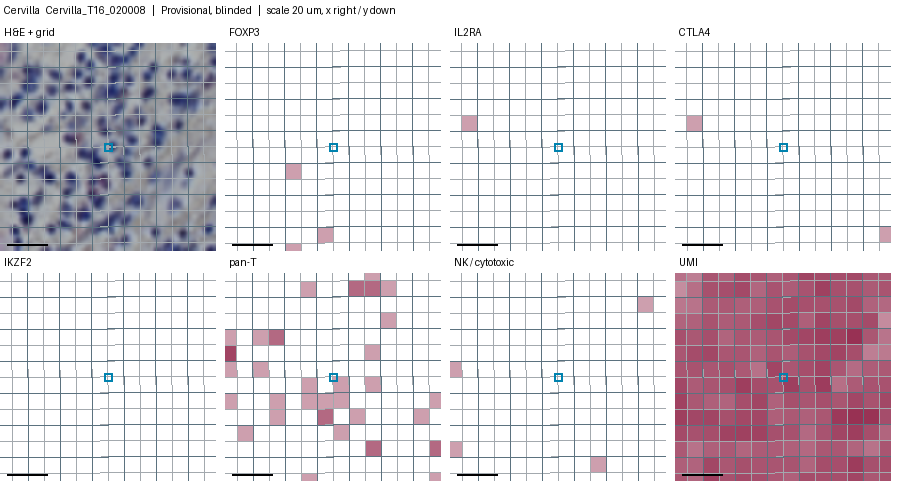 Cervilla Cervilla_T16_020008 | Provisional, blinded | scale 20 um, x right / y down
H&E + grid FOXP3 IL2RA CTLA4
IKZF2 pan-T NK / cytotoxic UMI